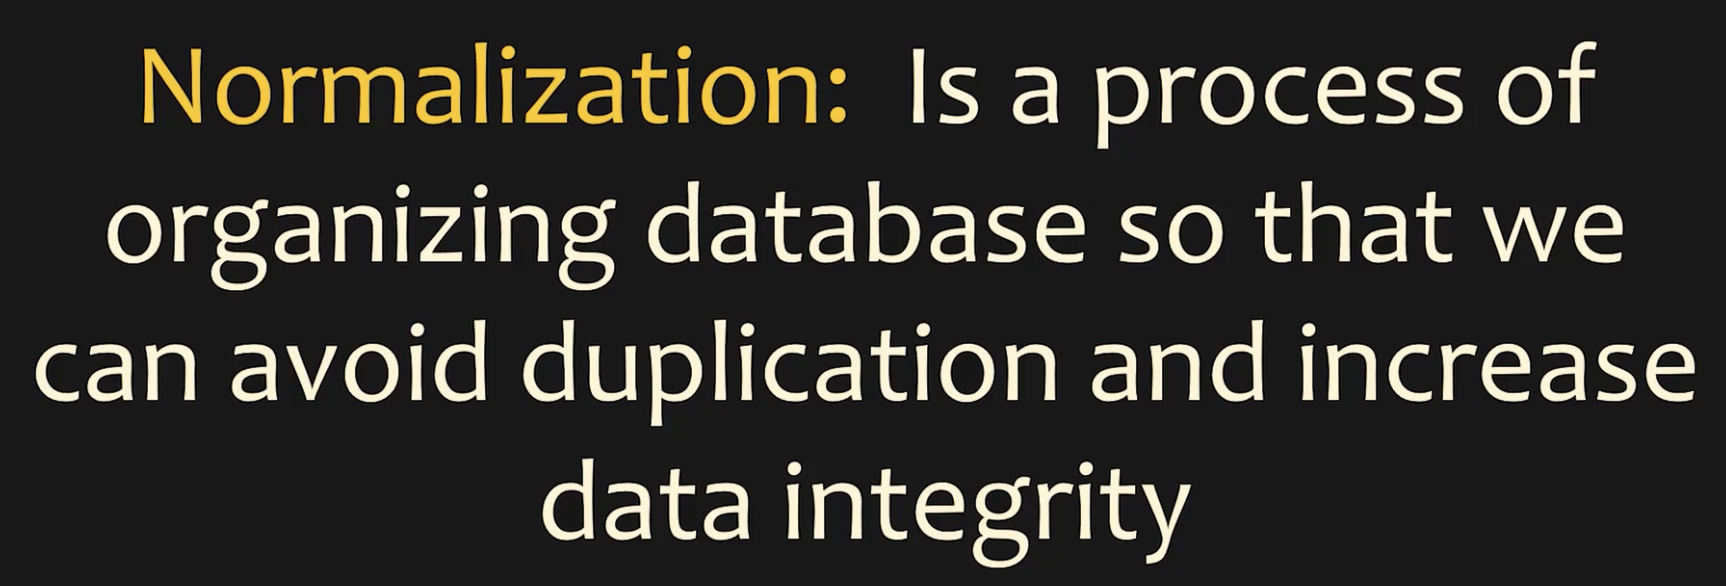 Normalization: Is a process of
organizing database so that we
can avoid duplication and increase
data integrity